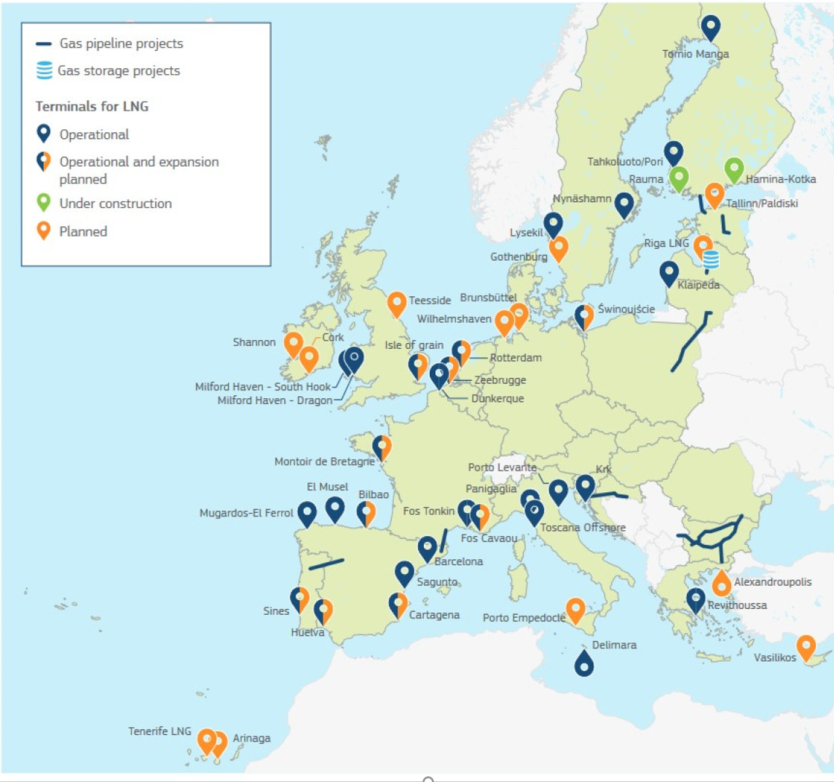 Gas pipeline projects
Gas storage projects
Terminals for LNG
Operational
Operational and expansion
planned
Under construction
Planned
Tornio Manga
Tahkoluoto/Pori
Rauma
Hamina-Kotka
Nynäshamn
Tallinn/Paldiski
Lysekil
Riga LNG
Gothenburg
Klaipėda
Teesside
Brunsbüttel
Świnoujście
Wilhelmshaven
Shannon
Cork
Isle of grain
Rotterdam
Milford Haven - South Hook
Zeebrugge
Milford Haven - Dragon
Dunkerque
Montoir de Bretagne
Porto Levante
Krk
El Musel
Bilbao
Panigaglia
Mugardos-El Ferrol
Fos Tonkin
Toscana Offshore
Fos Cavaou
Barcelona
Sagunto
Alexandroupolis
Sines
Cartagena
Porto Empedocle
Revithoussa
Huelva
Delimara
Vasilikos
Tenerife LNG
Arinaga